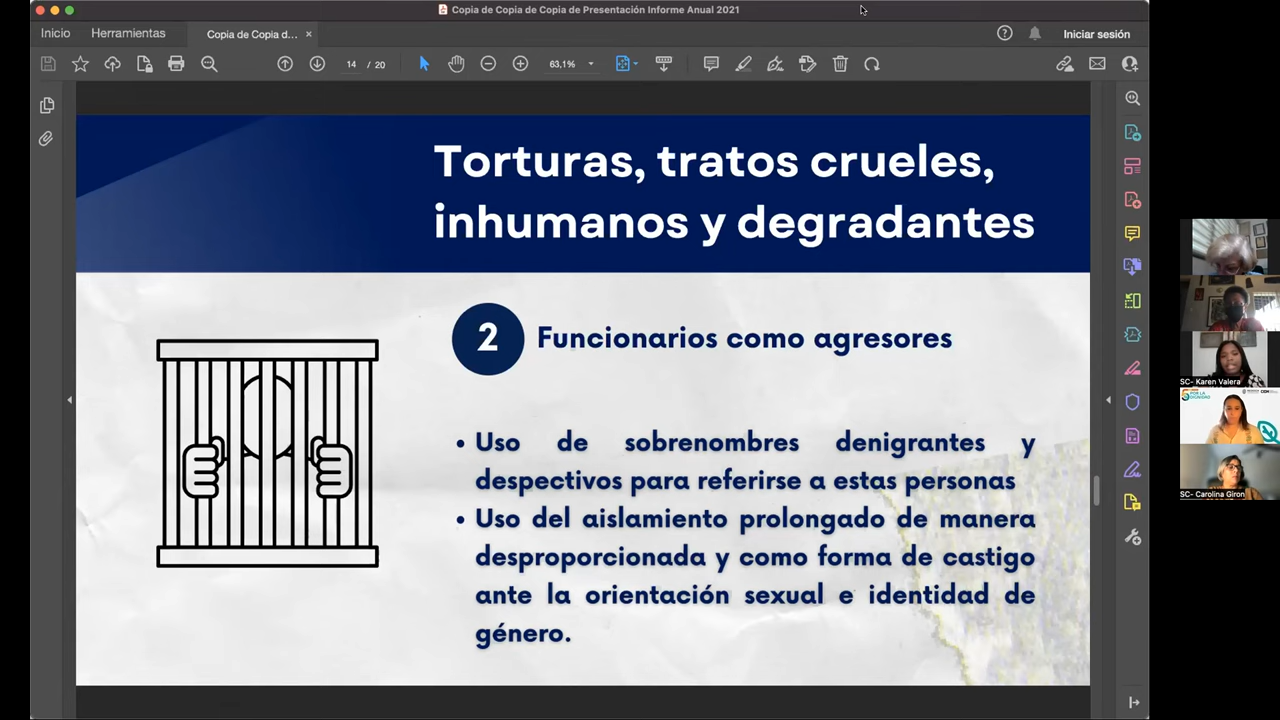 Copia de Copia de Copia de Presentación Informe Anual 2021
Inicio
Herramientas
Copia de Copia d...
Iniciar sesión
14 / 20
63,1%
Torturas, tratos crueles,
inhumanos y degradantes
2
Funcionarios como agresores
• Uso de sobrenombres denigrantes y
despectivos para referirse a estas personas
• Uso del aislamiento prolongado de manera
desproporcionada y como forma de castigo
ante la orientación sexual e identidad de
género.
SC- Karen Valera
POR LA
DIGNIDAD
SC- Carolina Giron